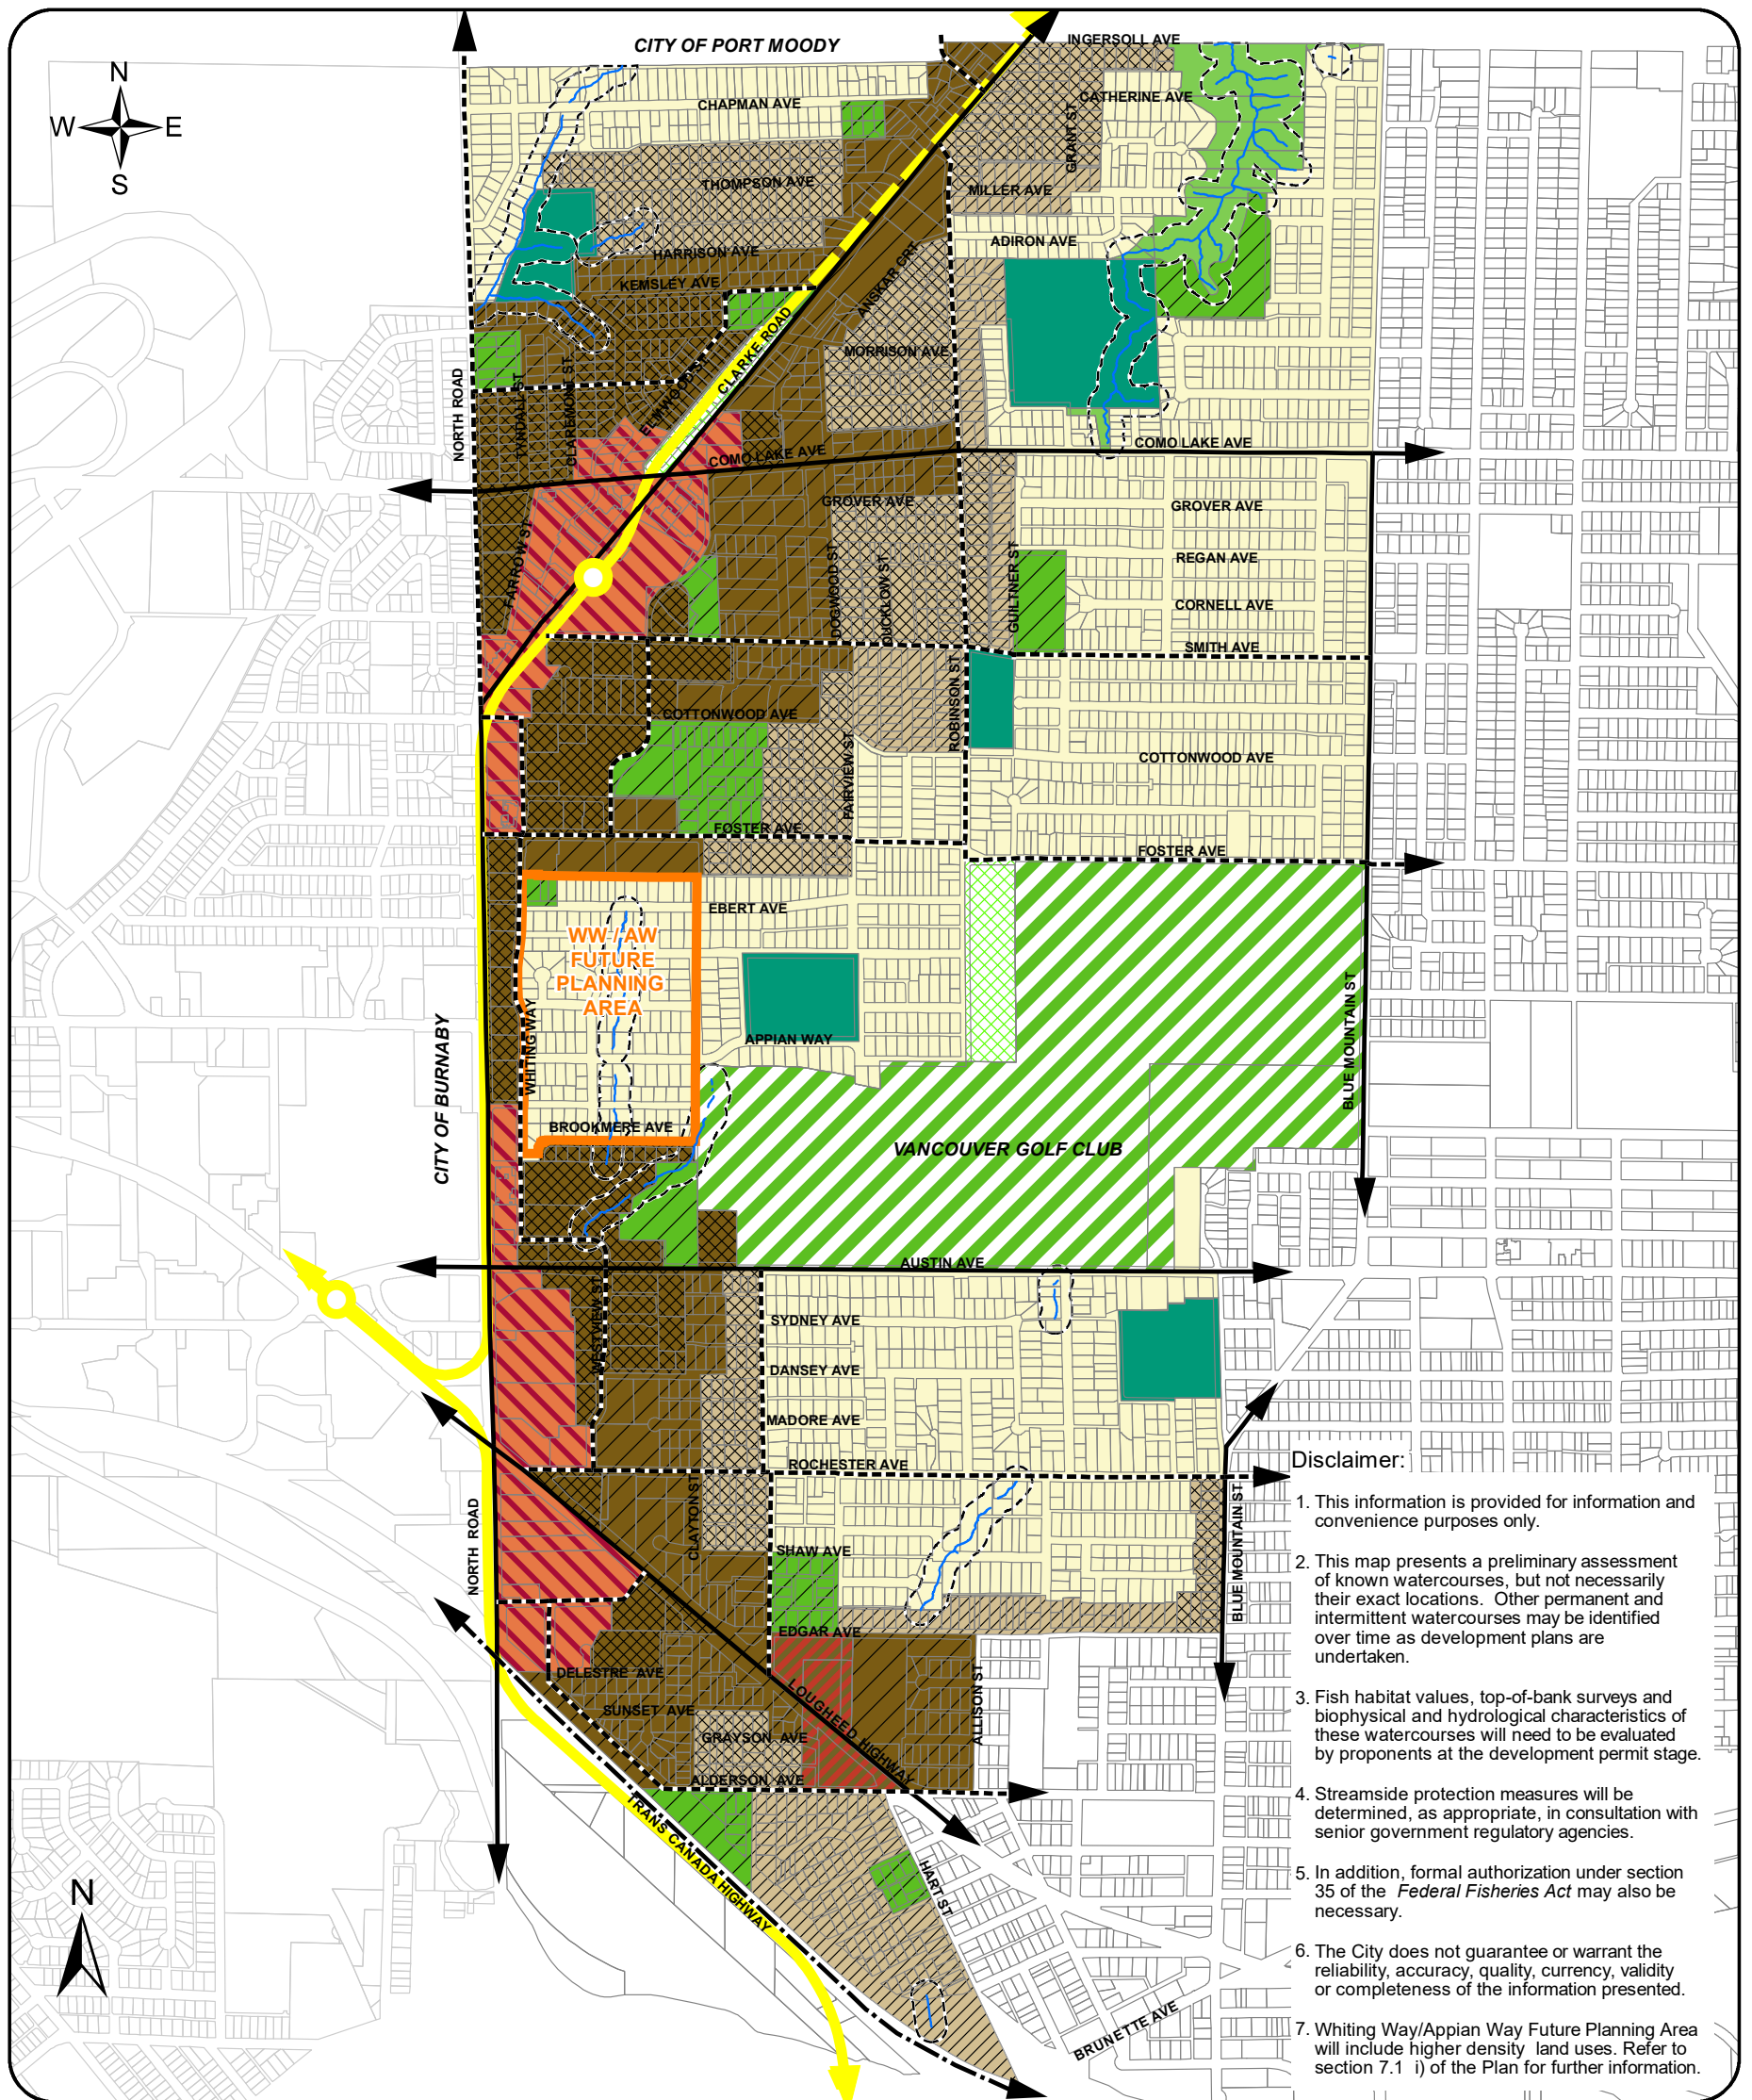 CITY OF PORT MOODY
INGERSOLL AVE
N
W E
S
CHAPMAN AVE
CATHERINE AVE
GRANT ST
THOMPSON AVE
MILLER AVE
HARRISON AVE
ADIRON AVE
KEMSLEY AVE
ANSKAR CRT
CLARKE ROAD
MORRISON AVE
NORTH ROAD
TYNDALL ST
CLAREMONT ST
ELMWOOD ST
COMO LAKE AVE
COMO LAKE AVE
GROVER AVE
GROVER AVE
FARROW ST
DOGWOOD ST
DUCKLOW ST
GUILTNER ST
REGAN AVE
CORNELL AVE
SMITH AVE
ROBINSON ST
COTTONWOOD AVE
FAIRVIEW ST
COTTONWOOD AVE
FOSTER AVE
FOSTER AVE
EBERT AVE
WW / AW
FUTURE
PLANNING
AREA
WHITING WAY
APPIAN WAY
BLUE MOUNTAIN ST
CITY OF BURNABY
BROOKMERE AVE
VANCOUVER GOLF CLUB
AUSTIN AVE
WESTVIEW ST
SYDNEY AVE
DANSEY AVE
MADORE AVE
ROCHESTER AVE
CLAYTON ST
NORTH ROAD
SHAW AVE
BLUE MOUNTAIN ST
EDGAR AVE
DELESTRE AVE
LOUGHEED HIGHWAY
ALLISON ST
SUNSET AVE
GRAYSON AVE
ALDERSON AVE
TRANS CANADA HIGHWAY
HART ST
BRUNETTE AVE
N
Disclaimer:
1. This information is provided for information and
convenience purposes only.
2. This map presents a preliminary assessment
of known watercourses, but not necessarily
their exact locations. Other permanent and
intermittent watercourses may be identified
over time as development plans are
undertaken.
3. Fish habitat values, top-of-bank surveys and
biophysical and hydrological characteristics of
these watercourses will need to be evaluated
by proponents at the development permit stage.
4. Streamside protection measures will be
determined, as appropriate, in consultation with
senior government regulatory agencies.
5. In addition, formal authorization under section
35 of the Federal Fisheries Act may also be
necessary.
6. The City does not guarantee or warrant the
reliability, accuracy, quality, currency, validity
or completeness of the information presented.
7. Whiting Way/Appian Way Future Planning Area
will include higher density land uses. Refer to
section 7.1 i) of the Plan for further information.